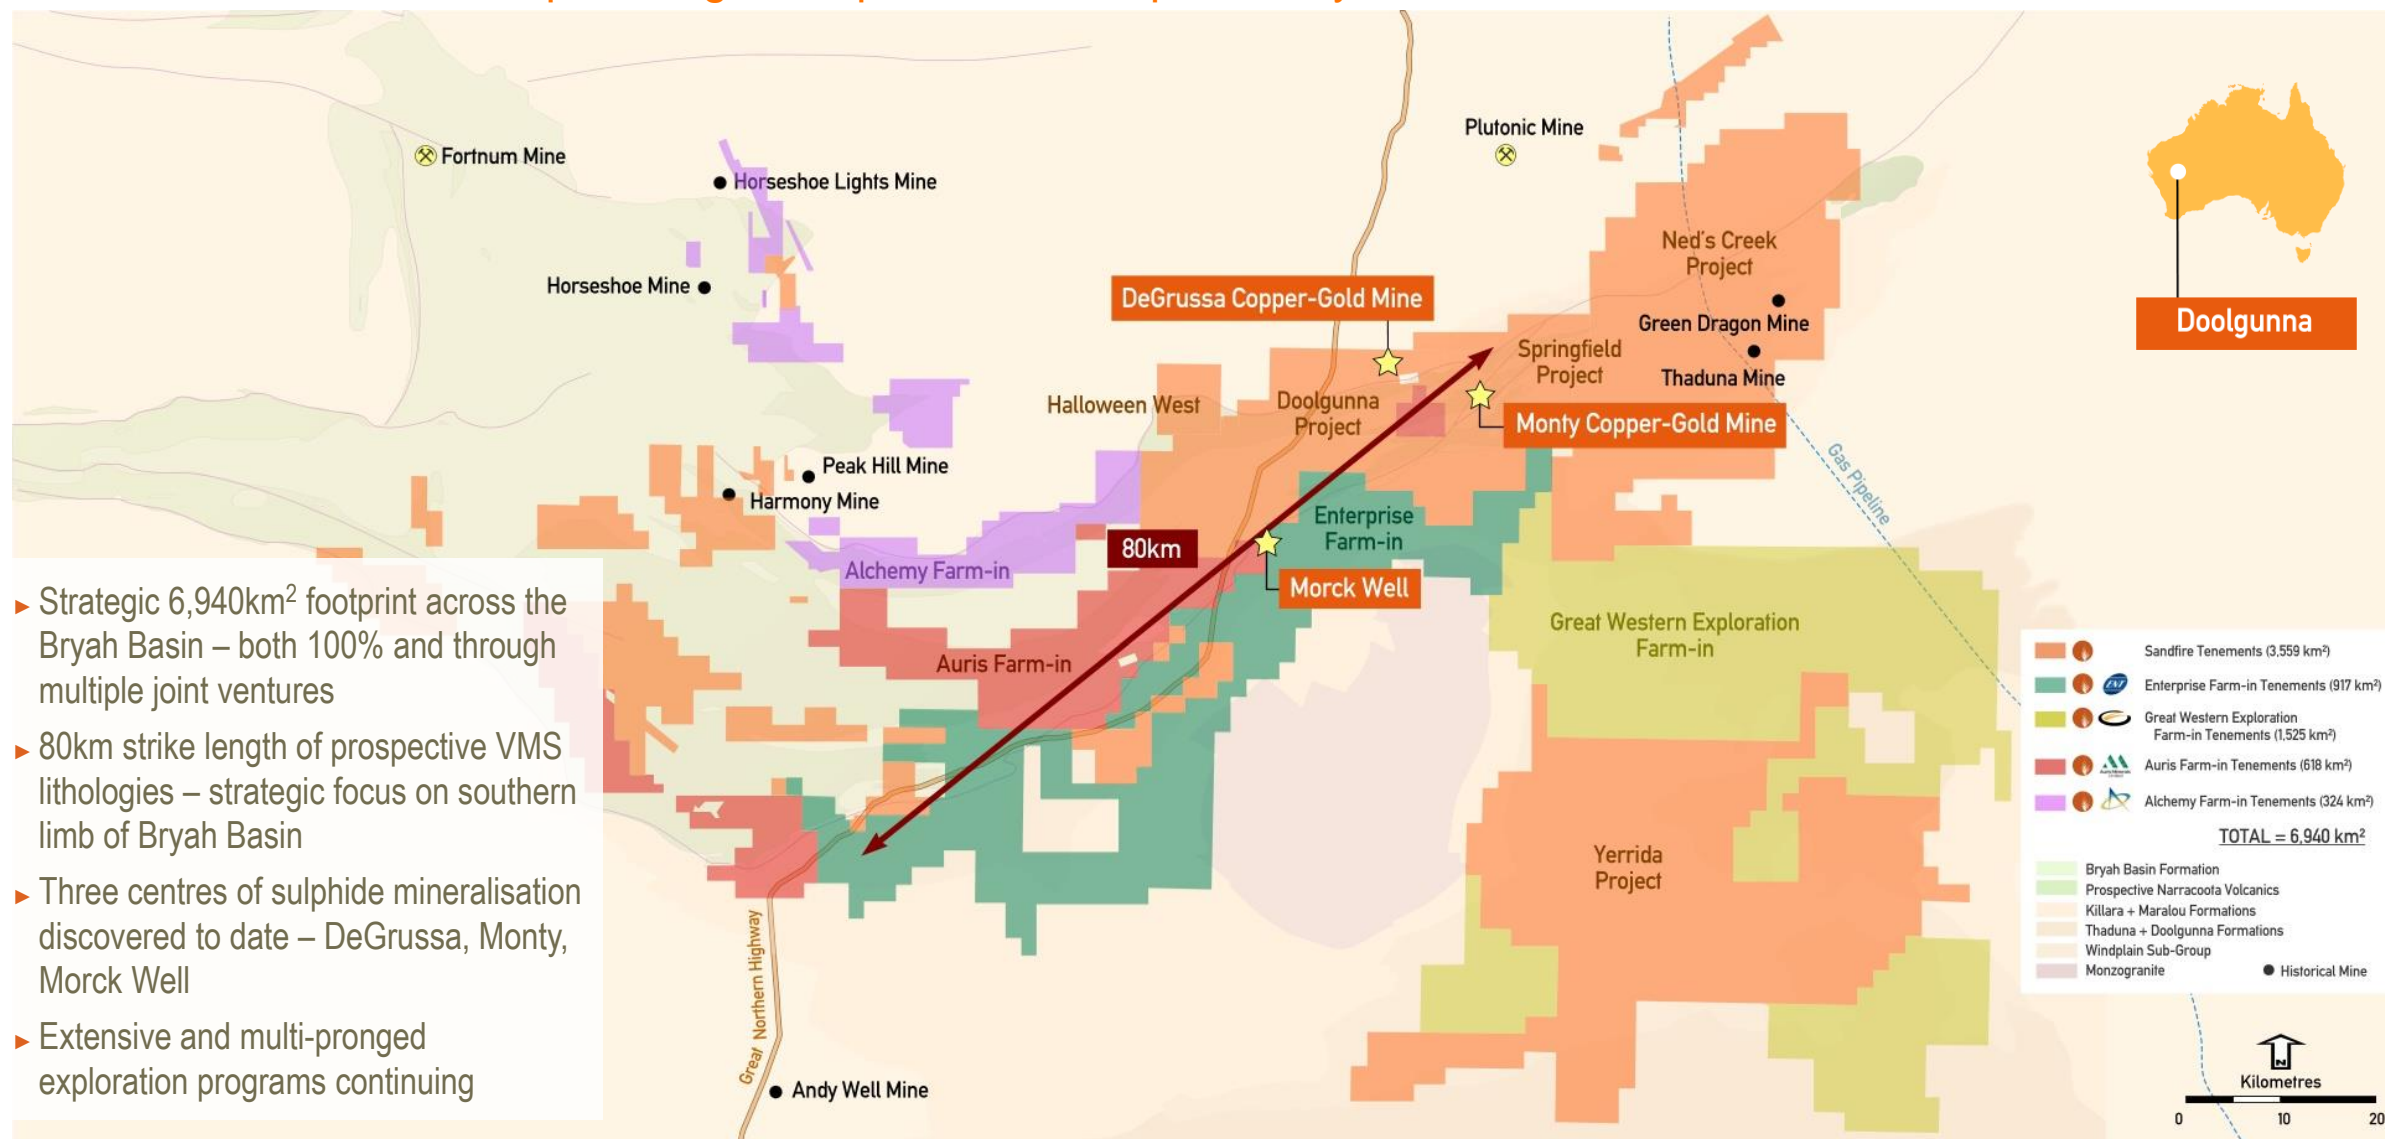 Fortnum Mine
Horseshoe Lights Mine
Horseshoe Mine
Plutonic Mine
Ned's Creek
Project
DeGrussa Copper-Gold Mine
Green Dragon Mine
Springfield
Project
Thaduna Mine
Halloween West
Doolgunna
Project
Monty Copper-Gold Mine
Gas Pipeline
Doolgunna
Peak Hill Mine
Harmony Mine
Enterprise
Farm-in
80km
Alchemy Farm-in
Morck Well
Great Western Exploration
Farm-in
Auris Farm-in
Yerrida
Project
Great Northern Highway
Andy Well Mine
► Strategic 6,940km² footprint across the
Bryah Basin – both 100% and through
multiple joint ventures
► 80km strike length of prospective VMS
lithologies – strategic focus on southern
limb of Bryah Basin
► Three centres of sulphide mineralisation
discovered to date – DeGrussa, Monty,
Morck Well
► Extensive and multi-pronged
exploration programs continuing
Sandfire Tenements (3,559 km²)
ENT Enterprise Farm-in Tenements (917 km²)
Great Western Exploration
Farm-in Tenements (1,525 km²)
Auris Farm-in Tenements (618 km²)
Alchemy Farm-in Tenements (324 km²)
TOTAL = 6,940 km²
Bryah Basin Formation
Prospective Narracoota Volcanics
Killara + Maralou Formations
Thaduna + Doolgunna Formations
Windplain Sub-Group
Monzogranite
Historical Mine
N
Kilometres
0 10 20